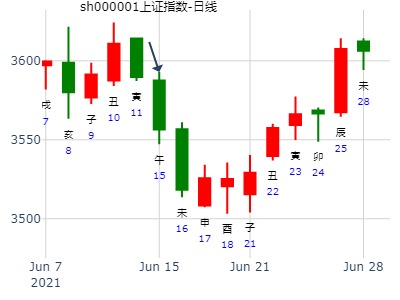 sh000001上证指数-日线
3600
3550
3500
戌
7
亥
8
子
9
丑
10
寅
11
午
15
未
16
申
17
酉
18
子
21
丑
22
寅
23
卯
24
辰
25
未
28
Jun 7
2021
Jun 15
Jun 21
Jun 28